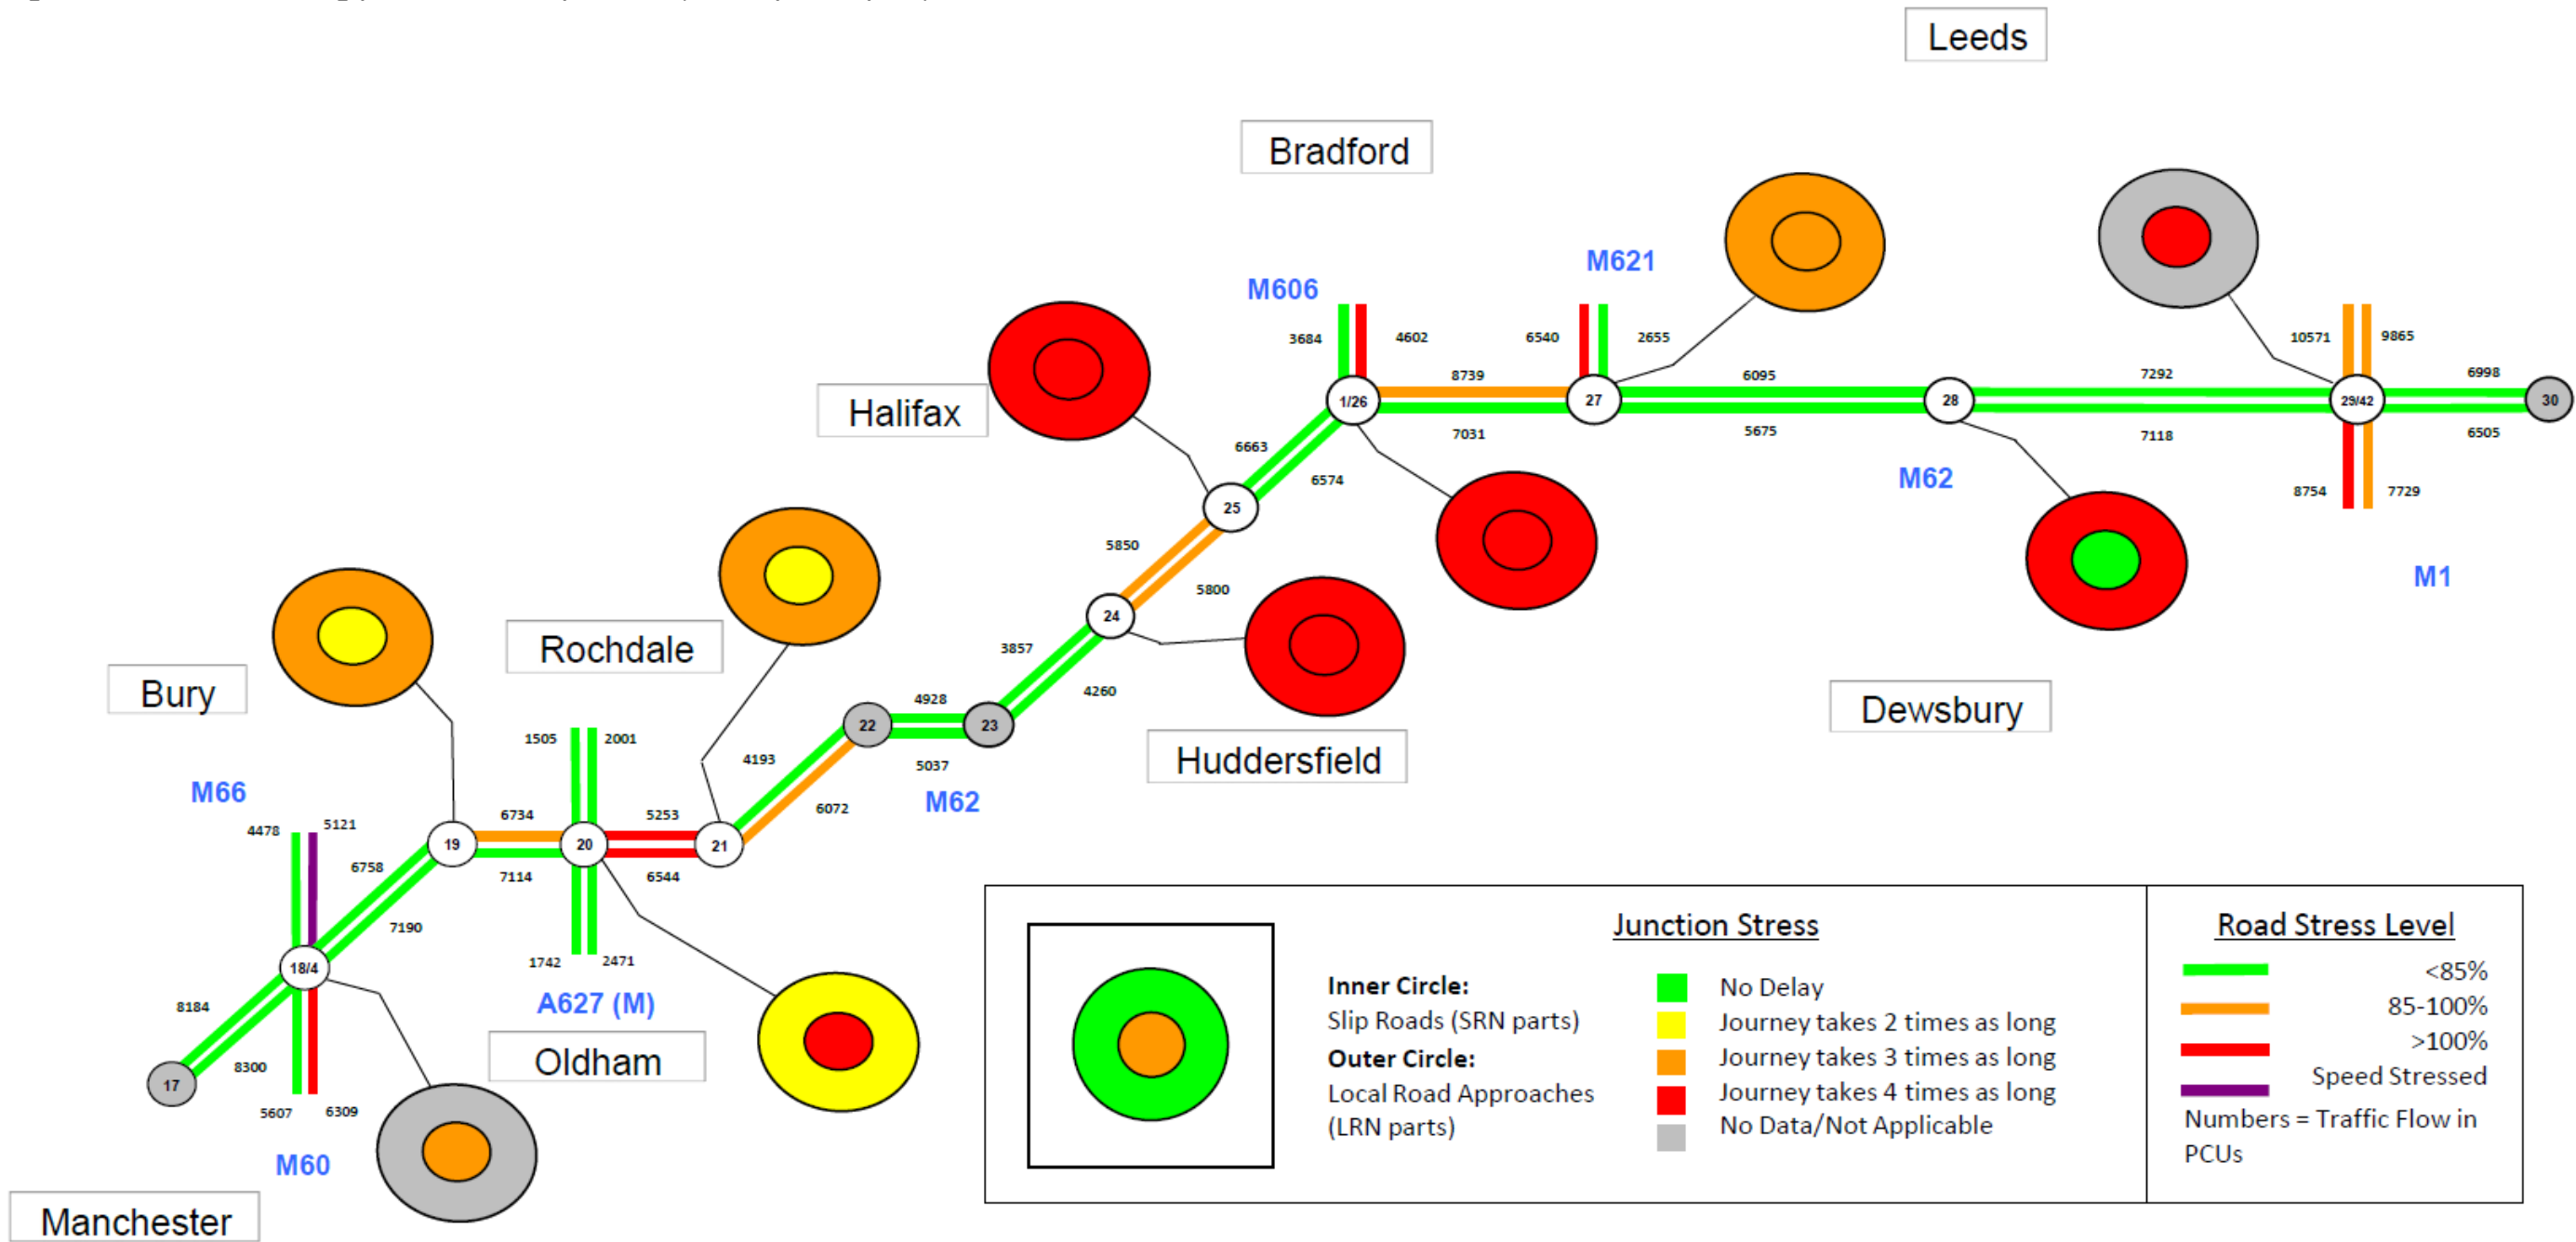 Leeds
Bradford
M621
M606
3684
4602
6540
2655
10571
9865
8739
6095
7292
6998
1/26
27
28
29/42
30
Halifax
7031
5675
7118
6505
6663
6574
M62
8754
7729
25
5850
5800
M1
24
Rochdale
3857
4260
Bury
Dewsbury
4928
22
23
Huddersfield
1505
2001
4193
5037
M62
M66
6072
4478
5121
6734
5253
19
20
21
6758
7114
6544
7190
18/4
1742
2471
A627 (M)
8184
Oldham
8300
17
5607
6309
M60
Manchester
Junction Stress
Inner Circle:
Slip Roads (SRN parts)
Outer Circle:
Local Road Approaches
(LRN parts)
No Delay
Journey takes 2 times as long
Journey takes 3 times as long
Journey takes 4 times as long
No Data/Not Applicable
Road Stress Level
<85%
85-100%
>100%
Speed Stressed
Numbers = Traffic Flow in
PCUs